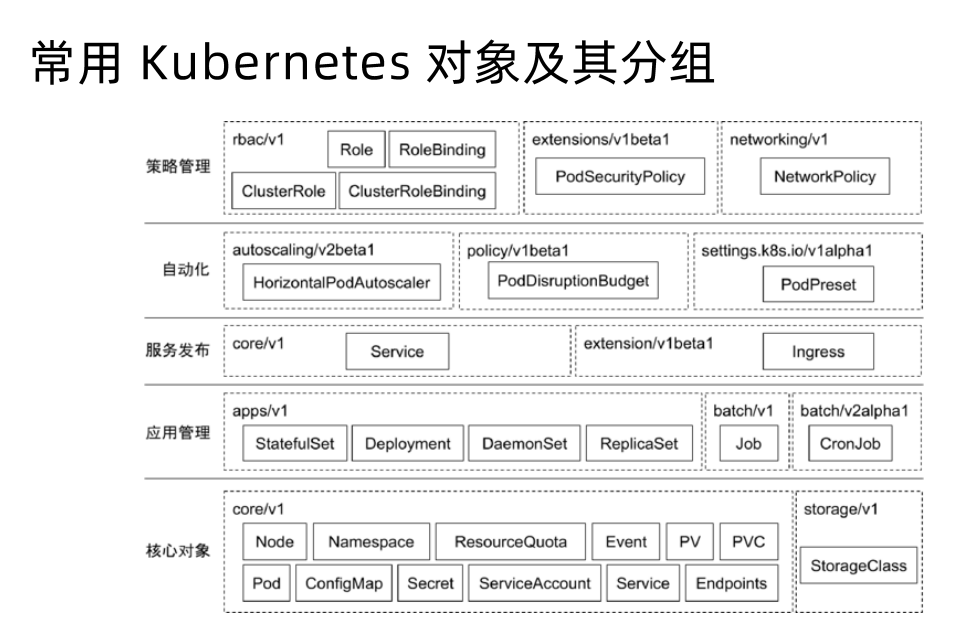 常用 Kubernetes 对象及其分组
策略管理
rbac/v1
Role
RoleBinding
ClusterRole
ClusterRoleBinding
extensions/v1beta1
PodSecurityPolicy
networking/v1
NetworkPolicy
自动化
autoscaling/v2beta1
HorizontalPodAutoscaler
policy/v1beta1
PodDisruptionBudget
settings.k8s.io/v1alpha1
PodPreset
服务发布
core/v1
Service
extension/v1beta1
Ingress
应用管理
apps/v1
StatefulSet
Deployment
DaemonSet
ReplicaSet
batch/v1
Job
batch/v2alpha1
CronJob
核心对象
core/v1
Node
Namespace
ResourceQuota
Event
PV
PVC
Pod
ConfigMap
Secret
ServiceAccount
Service
Endpoints
storage/v1
StorageClass